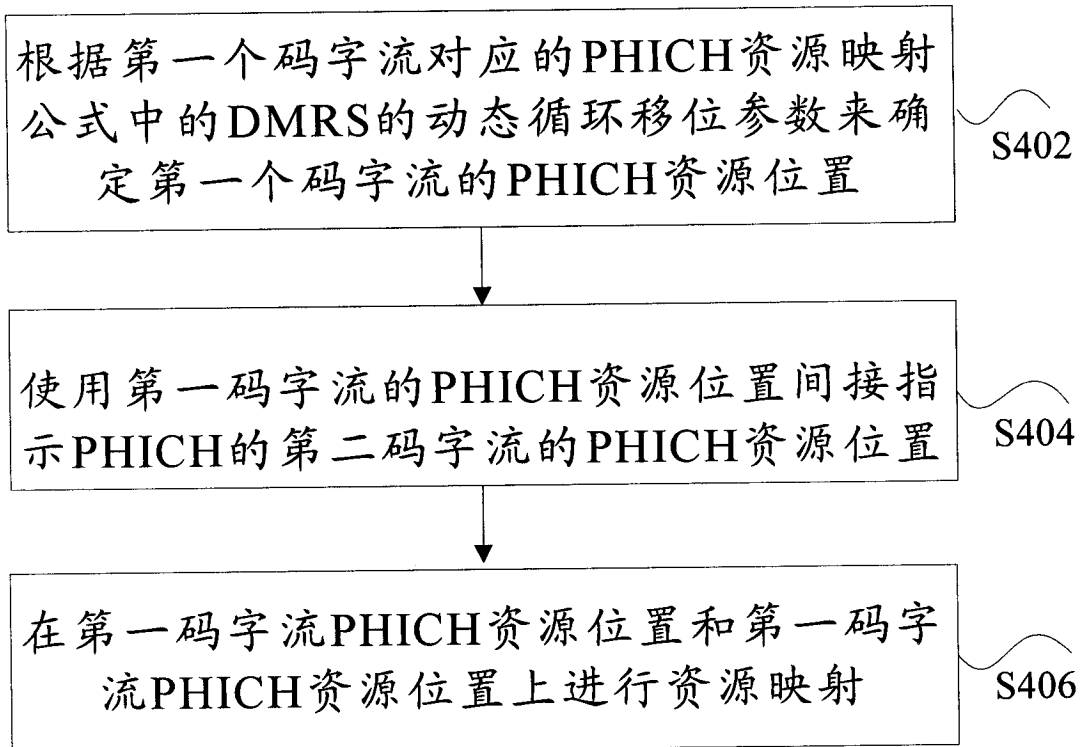 根据第一个码字流对应的PHICH资源映射
公式中的DMRS的动态循环移位参数来确
定第一个码字流的PHICH资源位置
S402
使用第一码字流的PHICH资源位置间接指
示PHICH的第二码字流的PHICH资源位置
S404
在第一码字流PHICH资源位置和第一码字
流PHICH资源位置上进行资源映射
S406